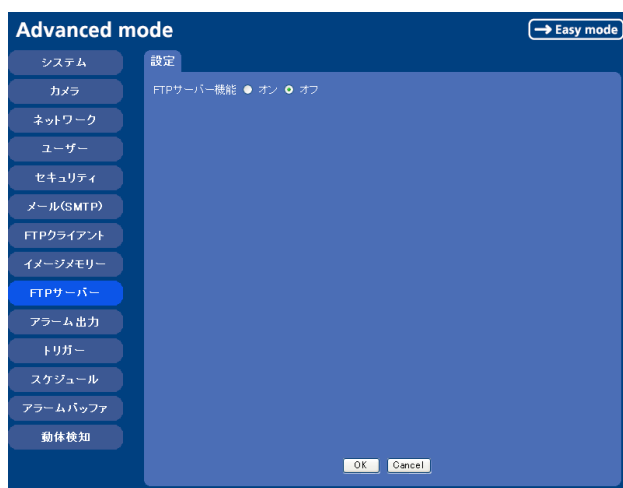 Advanced mode
→ Easy mode
システム
カメラ
ネットワーク
ユーザー
セキュリティ
メール(SMTP)
FTPクライアント
イメージメモリー
FTPサーバー
アラーム出力
トリガー
スケジュール
アラームバッファ
動体検知
設定
FTPサーバー機能 オン オフ
OK Cancel